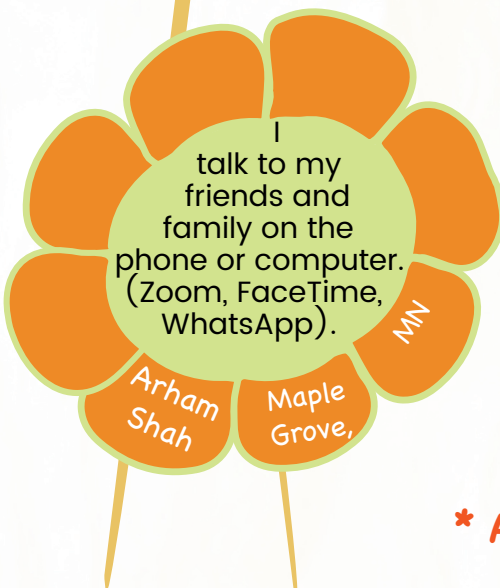 I
talk to my
friends and
family on the
phone or computer.
(Zoom, FaceTime,
WhatsApp).
Arham
Shah
Maple
Grove,
MN
*